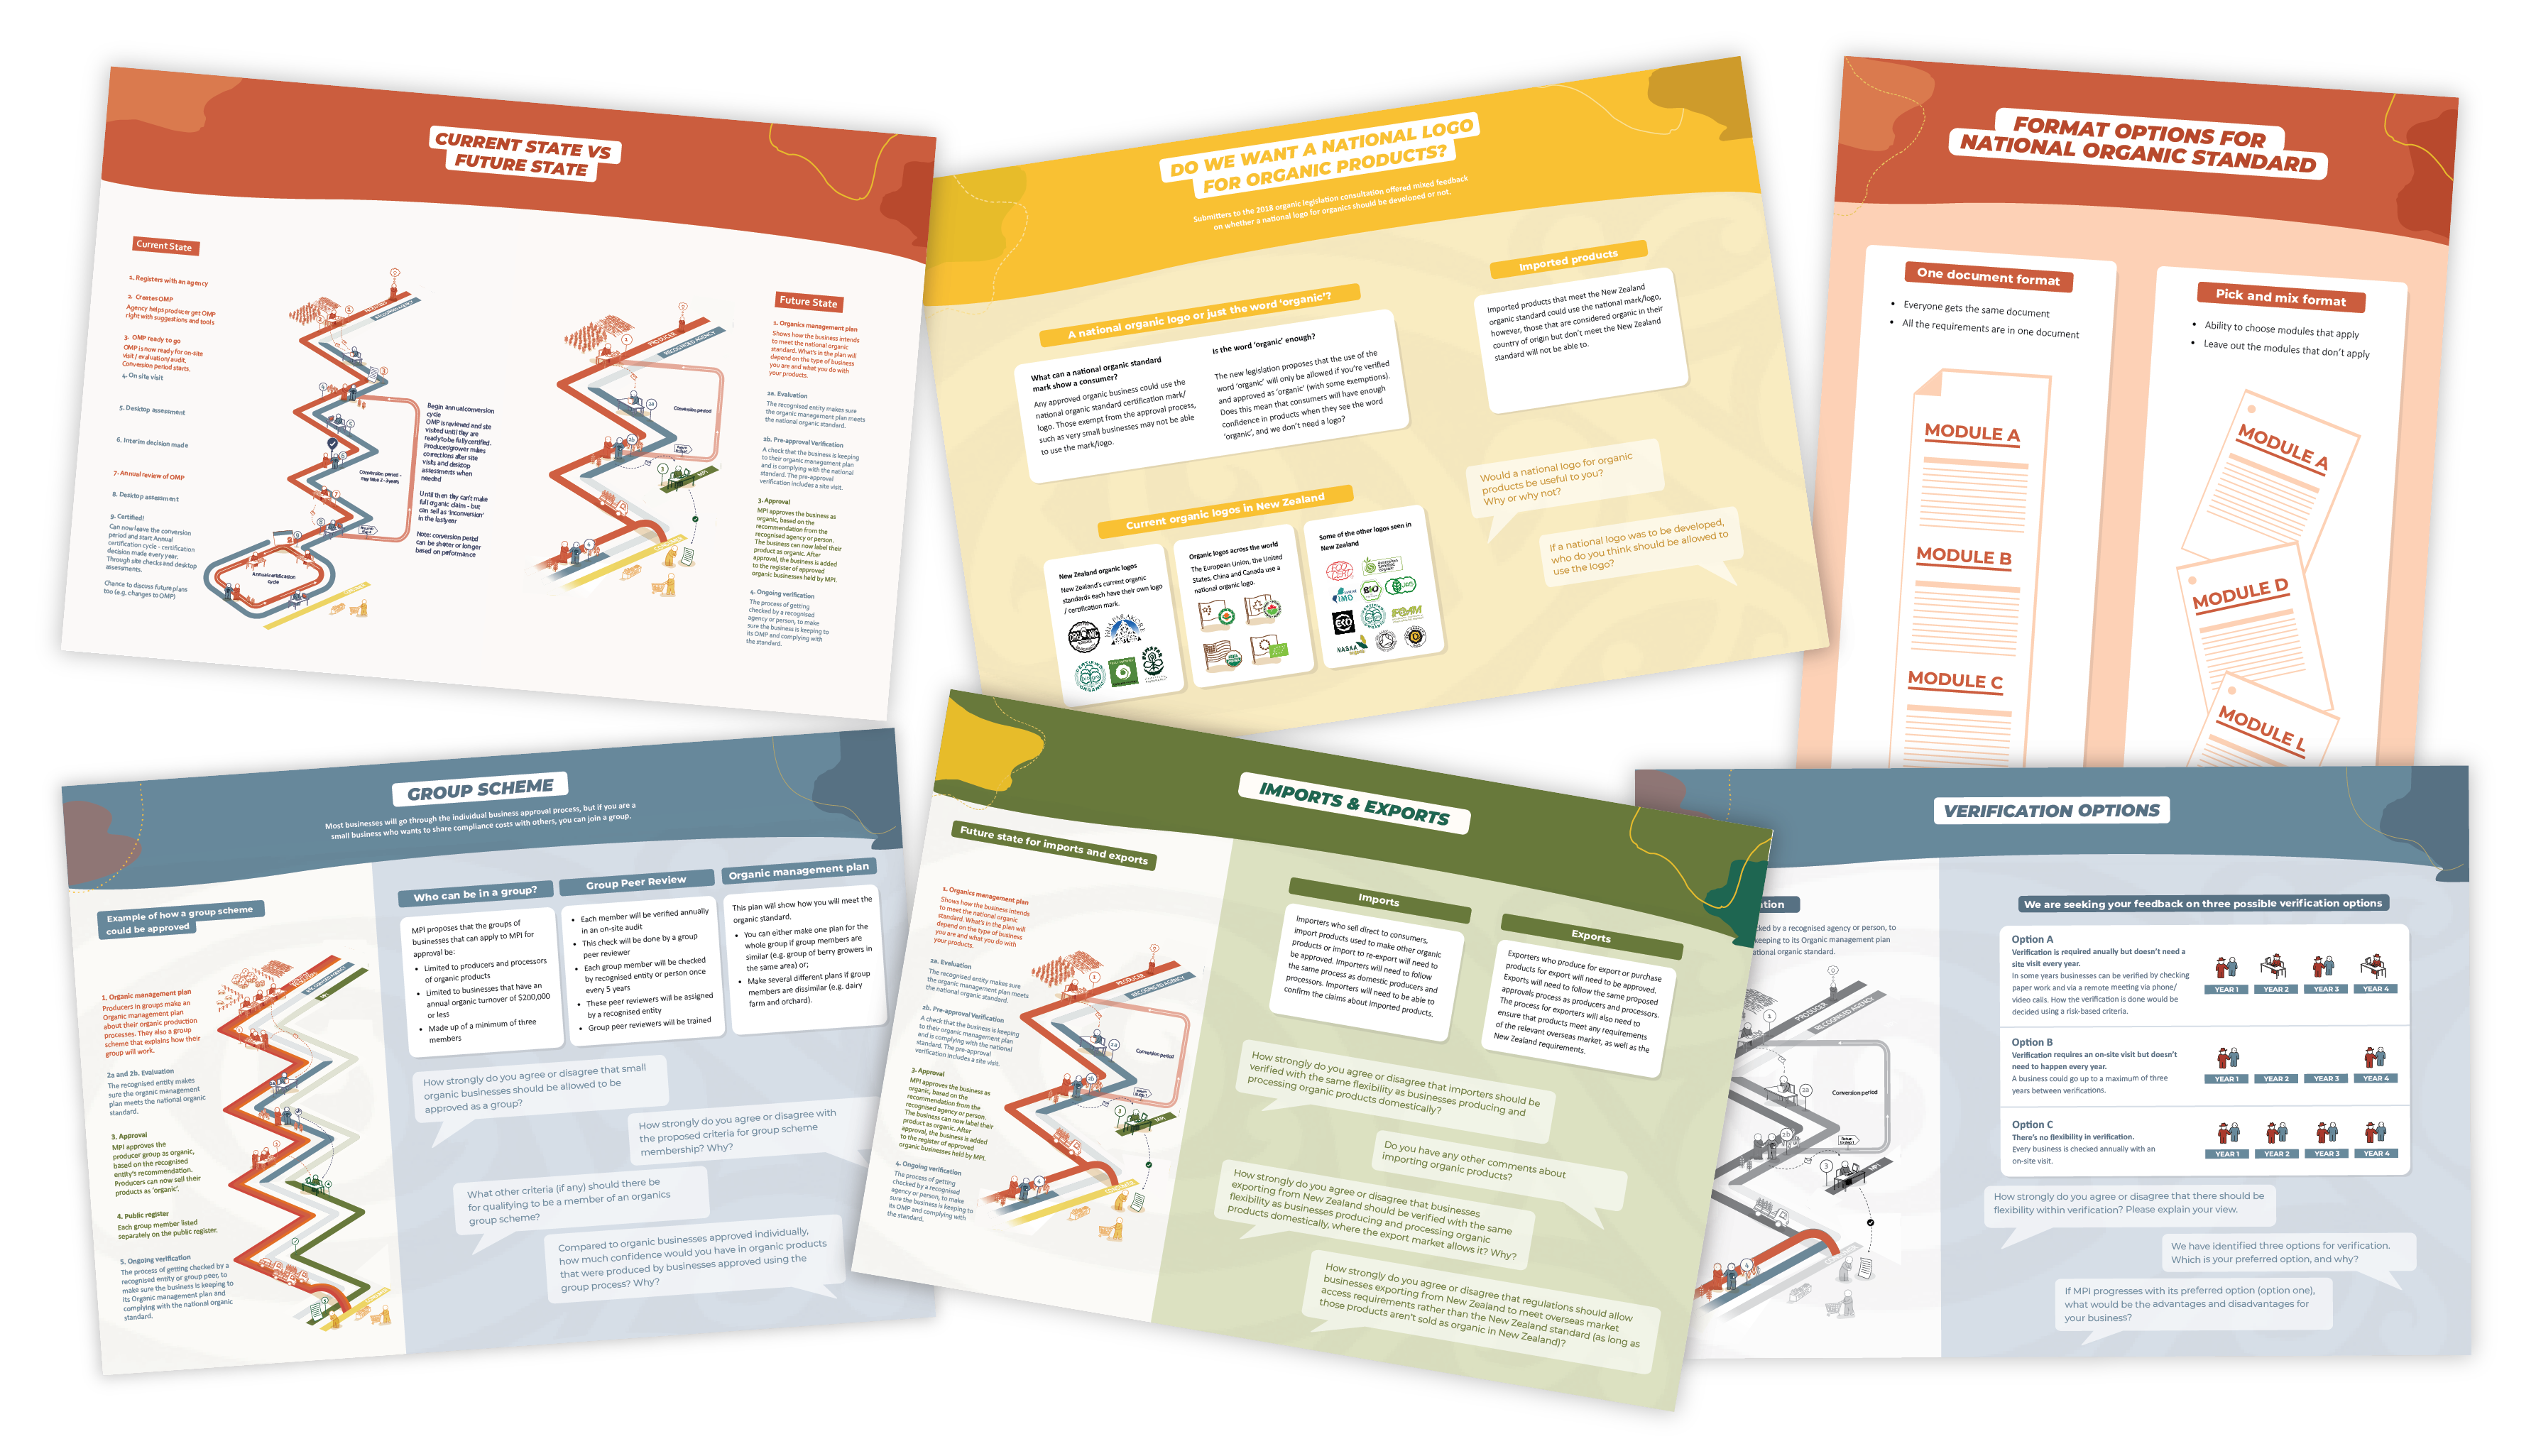 CURRENT STATE VS
FUTURE STATE
Current State
1. Registers with an agency
2. Creates OMP
Agency helps producer get OMP
right with suggestions and tools
3. OMP ready to go
OMP is now ready for on-site
visit / evaluation/audit.
Conversion period starts.
4. On site visit
5. Desktop assessment
6. Interim decision made
7. Annual review of OMP
8. Desktop assessment
9. Certified!
Can now leave the conversion
period and start Annual
certification cycle - certification
decision made every year.
Through site checks and desktop
assessments.
Chance to discuss future plans
too (e.g. changes to OMP)
Begin annual conversion
cycle
OMP is reviewed and site
visited until they are
ready to be fully certified.
Producer/grower makes
corrections after site
visits and desktop
assessments when
needed
Until then they can't make
full organic claim - but
can sell as 'inconversion'
in the last year
Note: conversion period
can be shorter or longer
based on peformance
Conversion period -
may take 2 - 3 years
Annual certification
cycle
PRODUCER
RECOGNISED AGENCY
Conversion period
MPI
Future State
1. Organics management plan
Shows how the business intends
to meet the national organic
standard. What's in the plan will
depend on the type of business
you are and what you do with
your products.
2a. Evaluation
The recognised entity makes sure
the organic management plan meets
the national organic standard.
2b. Pre-approval Verification
A check that the business is keeping
to their organic management plan
and is complying with the national
standard. The pre-approval
verification includes a site visit.
3. Approval
MPI approves the business as
organic, based on the
recommendation from the
recognised agency or person.
The business can now label their
product as organic. After
approval, the business is added
to the register of approved
organic businesses held by MPI.
4. Ongoing verification
The process of getting
checked by a recognised
agency or person, to make
sure the business is keeping to
its OMP and complying with
the standard.
DO WE WANT A NATIONAL LOGO
FOR ORGANIC PRODUCTS?
Submitters to the 2018 organic legislation consultation offered mixed feedback
on whether a national logo for organics should be developed or not.
A national organic logo or just the word 'organic'?
What can a national organic standard
mark show a consumer?
Any approved organic business could use the
national organic standard certification mark/
logo. Those exempt from the approval process,
such as very small businesses may not be able
to use the mark/logo.
Is the word 'organic' enough?
The new legislation proposes that the use of the
word 'organic' will only be allowed if you're verified
and approved as 'organic' (with some exemptions).
Does this mean that consumers will have enough
confidence in products when they see the word
'organic', and we don't need a logo?
Imported products
Imported products that meet the New Zealand
organic standard could use the national mark/logo,
however, those that are considered organic in their
country of origin but don't meet the New Zealand
standard will not be able to.
Current organic logos in New Zealand
New Zealand organic logos
New Zealand's current organic
standards each have their own logo
/ certification mark.
Organic logos across the world
The European Union, the United
States, China and Canada use a
national organic logo.
Some of the other logos seen in
New Zealand
IMO
BIO
JAS
EKO
IFOAM
NASAA
Would a national logo for organic
products be useful to you?
Why or why not?
If a national logo was to be developed,
who do you think should be allowed to
use the logo?
FORMAT OPTIONS FOR
NATIONAL ORGANIC STANDARD
One document format
• Everyone gets the same document
• All the requirements are in one document
MODULE A
MODULE B
MODULE C
Pick and mix format
• Ability to choose modules that apply
• Leave out the modules that don't apply
MODULE A
MODULE D
MODULE L
GROUP SCHEME
Most businesses will go through the individual business approval process, but if you are a
small business who wants to share compliance costs with others, you can join a group.
Example of how a group scheme
could be approved
1. Organic management plan
Producers in groups make an
Organic management plan
about their organic production
processes. They also a group
scheme that explains how their
group will work.
2a and 2b. Evaluation
The recognised entity makes
sure the organic management
plan meets the national organic
standard.
3. Approval
MPI approves the
producer group as organic,
based on the recognised
entity's recommendation.
Producers can now sell their
products as 'organic'.
4. Public register
Each group member listed
separately on the public register.
5. Ongoing verification
The process of getting checked by a
recognised entity or group peer, to
make sure the business is keeping to
its Organic management plan and
complying with the national organic
standard.
Who can be in a group?
MPI proposes that the groups of
businesses that can apply to MPI for
approval be:
• Limited to producers and processors
of organic products
• Limited to businesses that have an
annual organic turnover of $200,000
or less
• Made up of a minimum of three
members
Group Peer Review
• Each member will be verified annually
in an on-site audit
• This check will be done by a group
peer reviewer
• Each group member will be checked
by recognised entity or person once
every 5 years
• These peer reviewers will be assigned
by a recognised entity
• Group peer reviewers will be trained
Organic management plan
This plan will show how you will meet the
organic standard.
• You can either make one plan for the
whole group if group members are
similar (e.g. group of berry growers in
the same area) or;
• Make several different plans if group
members are dissimilar (e.g. dairy
farm and orchard).
How strongly do you agree or disagree that small
organic businesses should be allowed to be
approved as a group?
How strongly do you agree or disagree with
the proposed criteria for group scheme
membership? Why?
What other criteria (if any) should there be
for qualifying to be a member of an organics
group scheme?
Compared to organic businesses approved individually,
how much confidence would you have in organic products
that were produced by businesses approved using the
group process? Why?
IMPORTS & EXPORTS
Future state for imports and exports
1. Organics management plan
Shows how the business intends
to meet the national organic
standard. What's in the plan will
depend on the type of business
you are and what you do with
your products.
2a. Evaluation
The recognised entity makes sure
the organic management plan meets
the national organic standard.
2b. Pre-approval Verification
A check that the business is keeping
to their organic management plan
and is complying with the national
standard. The pre-approval
verification includes a site visit.
3. Approval
MPI approves the business as
organic, based on the
recommendation from the
recognised agency or person.
The business can now label their
product as organic. After
approval, the business is added
to the register of approved
organic businesses held by MPI.
4. Ongoing verification
The process of getting
checked by a recognised
agency or person, to make
sure the business is keeping to
its OMP and complying with
the standard.
PRODUCER
RECOGNISED AGENCY
Conversion period
MPI
Imports
Importers who sell direct to consumers,
import products used to make other organic
products or import to re-export will need to
be approved. Importers will need to follow
the same process as domestic producers and
processors. Importers will need to be able to
confirm the claims about imported products.
Exports
Exporters who produce for export or purchase
products for export will need to be approved.
Exports will need to follow the same proposed
approvals process as producers and processors.
The process for exporters will also need to
ensure that products meet any requirements
of the relevant overseas market, as well as the
New Zealand requirements.
How strongly do you agree or disagree that importers should be
verified with the same flexibility as businesses producing and
processing organic products domestically?
Do you have any other comments about
importing organic products?
How strongly do you agree or disagree that businesses
exporting from New Zealand should be verified with the same
flexibility as businesses producing and processing organic
products domestically, where the export market allows it? Why?
How strongly do you agree or disagree that regulations should allow
businesses exporting from New Zealand to meet overseas market
access requirements rather than the New Zealand standard (as long as
those products aren't sold as organic in New Zealand)?
VERIFICATION OPTIONS
ation
cked by a recognised agency or person, to
keeping to its Organic management plan
ational organic standard.
PRODUCER
RECOGNISED AGENCY
Conversion period
MPI
We are seeking your feedback on three possible verification options
Option A
Verification is required anually but doesn't need a
site visit every year.
In some years businesses can be verified by checking
paper work and via a remote meeting via phone/
video calls. How the verification is done would be
decided using a risk-based criteria.
YEAR 1 YEAR 2 YEAR 3 YEAR 4
Option B
Verification requires an on-site visit but doesn't
need to happen every year.
A business could go up to a maximum of three
years between verifications.
YEAR 1 YEAR 2 YEAR 3 YEAR 4
Option C
There's no flexibility in verification.
Every business is checked annually with an
on-site visit.
YEAR 1 YEAR 2 YEAR 3 YEAR 4
How strongly do you agree or disagree that there should be
flexibility within verification? Please explain your view.
We have identified three options for verification.
Which is your preferred option, and why?
If MPI progresses with its preferred option (option one),
what would be the advantages and disadvantages for
your business?